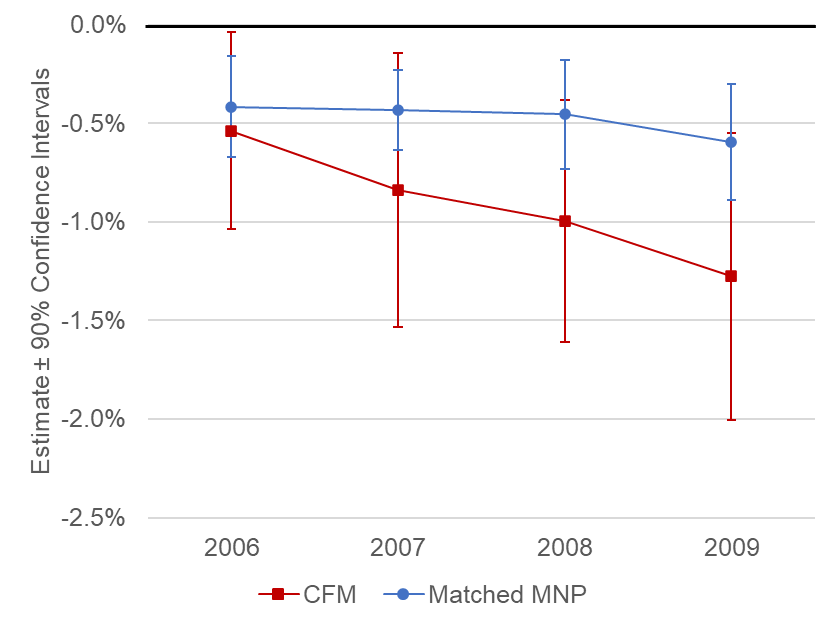 Estimate ± 90% Confidence Intervals
0.0%
-0.5%
-1.0%
-1.5%
-2.0%
-2.5%
2006 2007 2008 2009
CFM Matched MNP